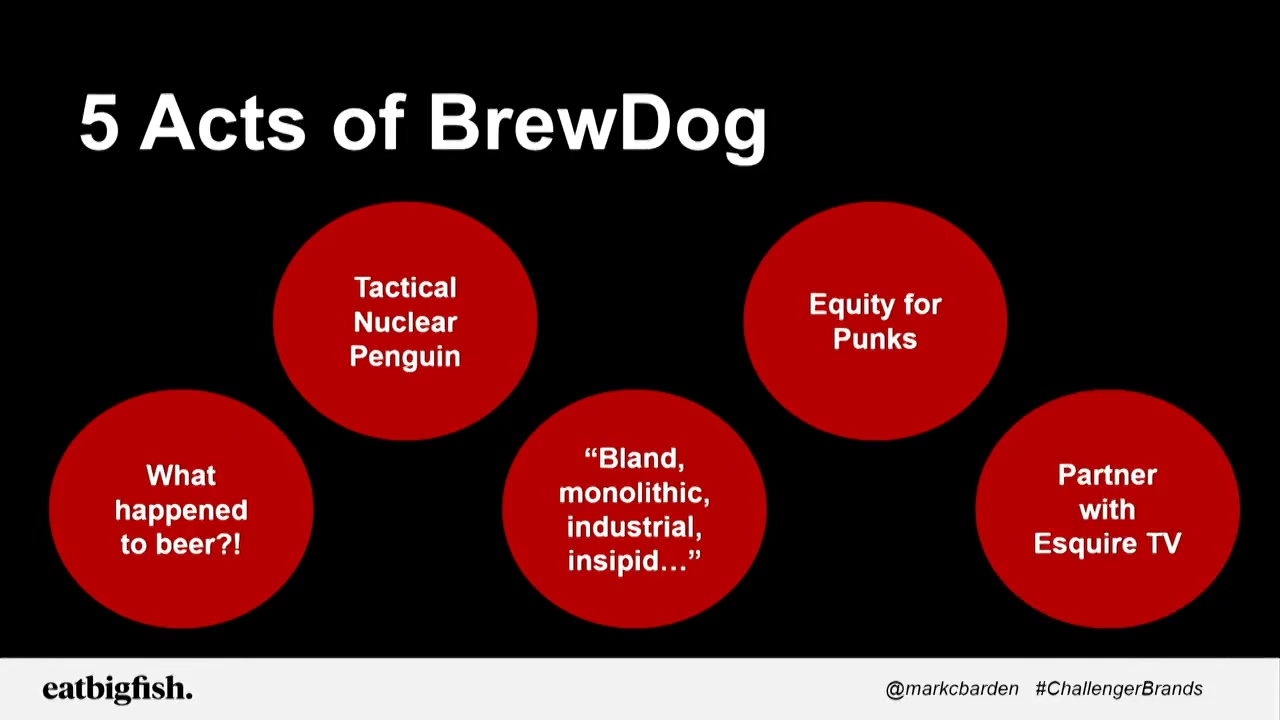 5 Acts of BrewDog
What
happened
to beer?!
Tactical
Nuclear
Penguin
“Bland,
monolithic,
industrial,
insipid…”
Equity for
Punks
Partner
with
Esquire TV
eatbigfish.
@markcbarden #ChallengerBrands